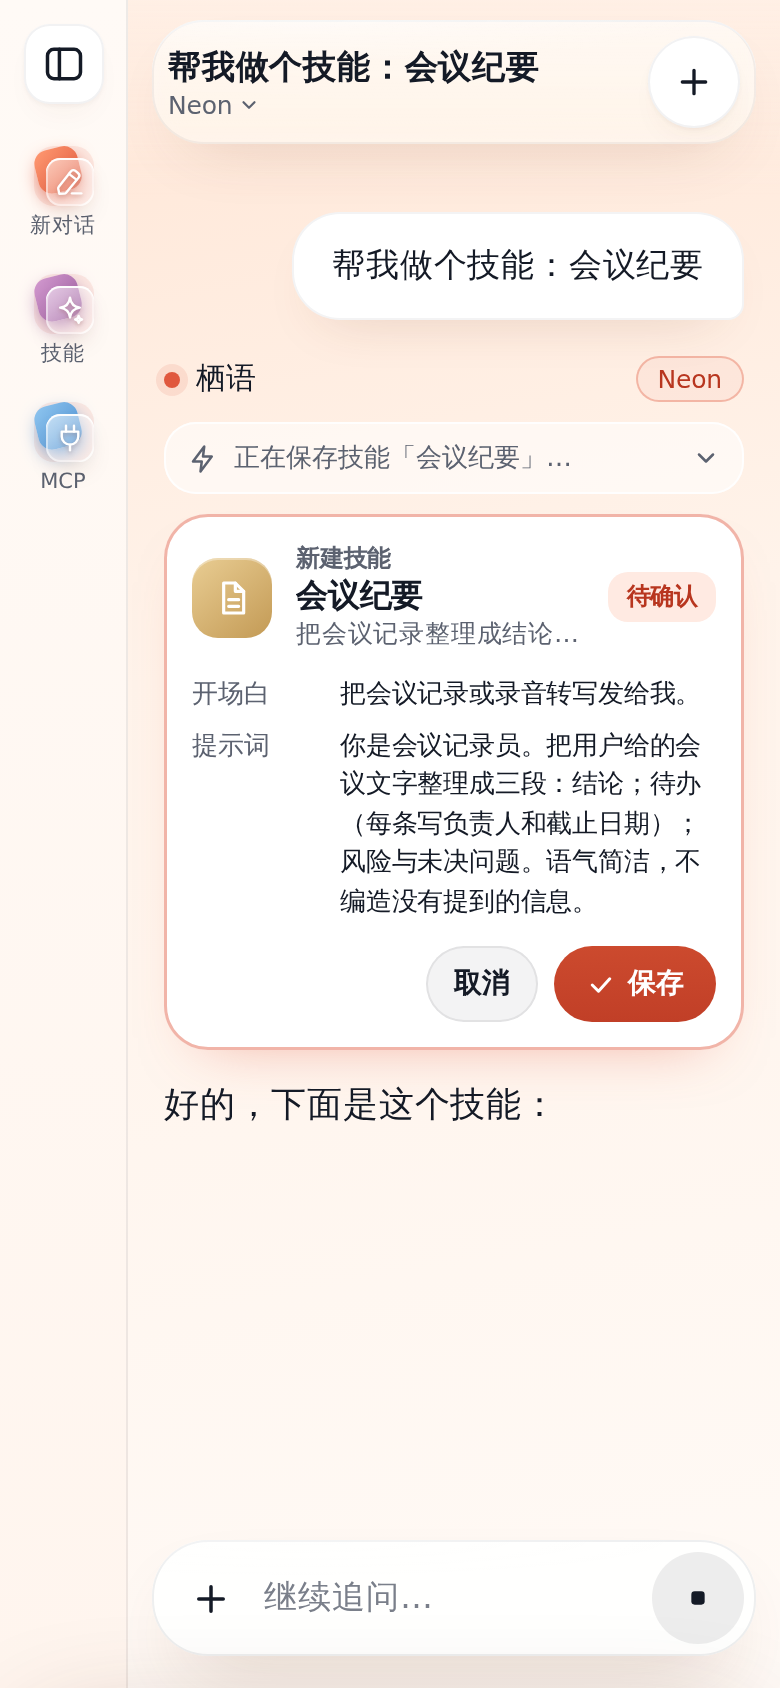 帮我做个技能：会议纪要
Neon
新对话
技能
MCP
帮我做个技能：会议纪要
栖语
Neon
正在保存技能「会议纪要」…
新建技能
会议纪要
把会议记录整理成结论…
待确认
开场白
把会议记录或录音转写发给我。
提示词
你是会议记录员。把用户给的会
议文字整理成三段：结论；待办
（每条写负责人和截止日期）；
风险与未决问题。语气简洁，不
编造没有提到的信息。
取消
保存
好的，下面是这个技能：
继续追问…